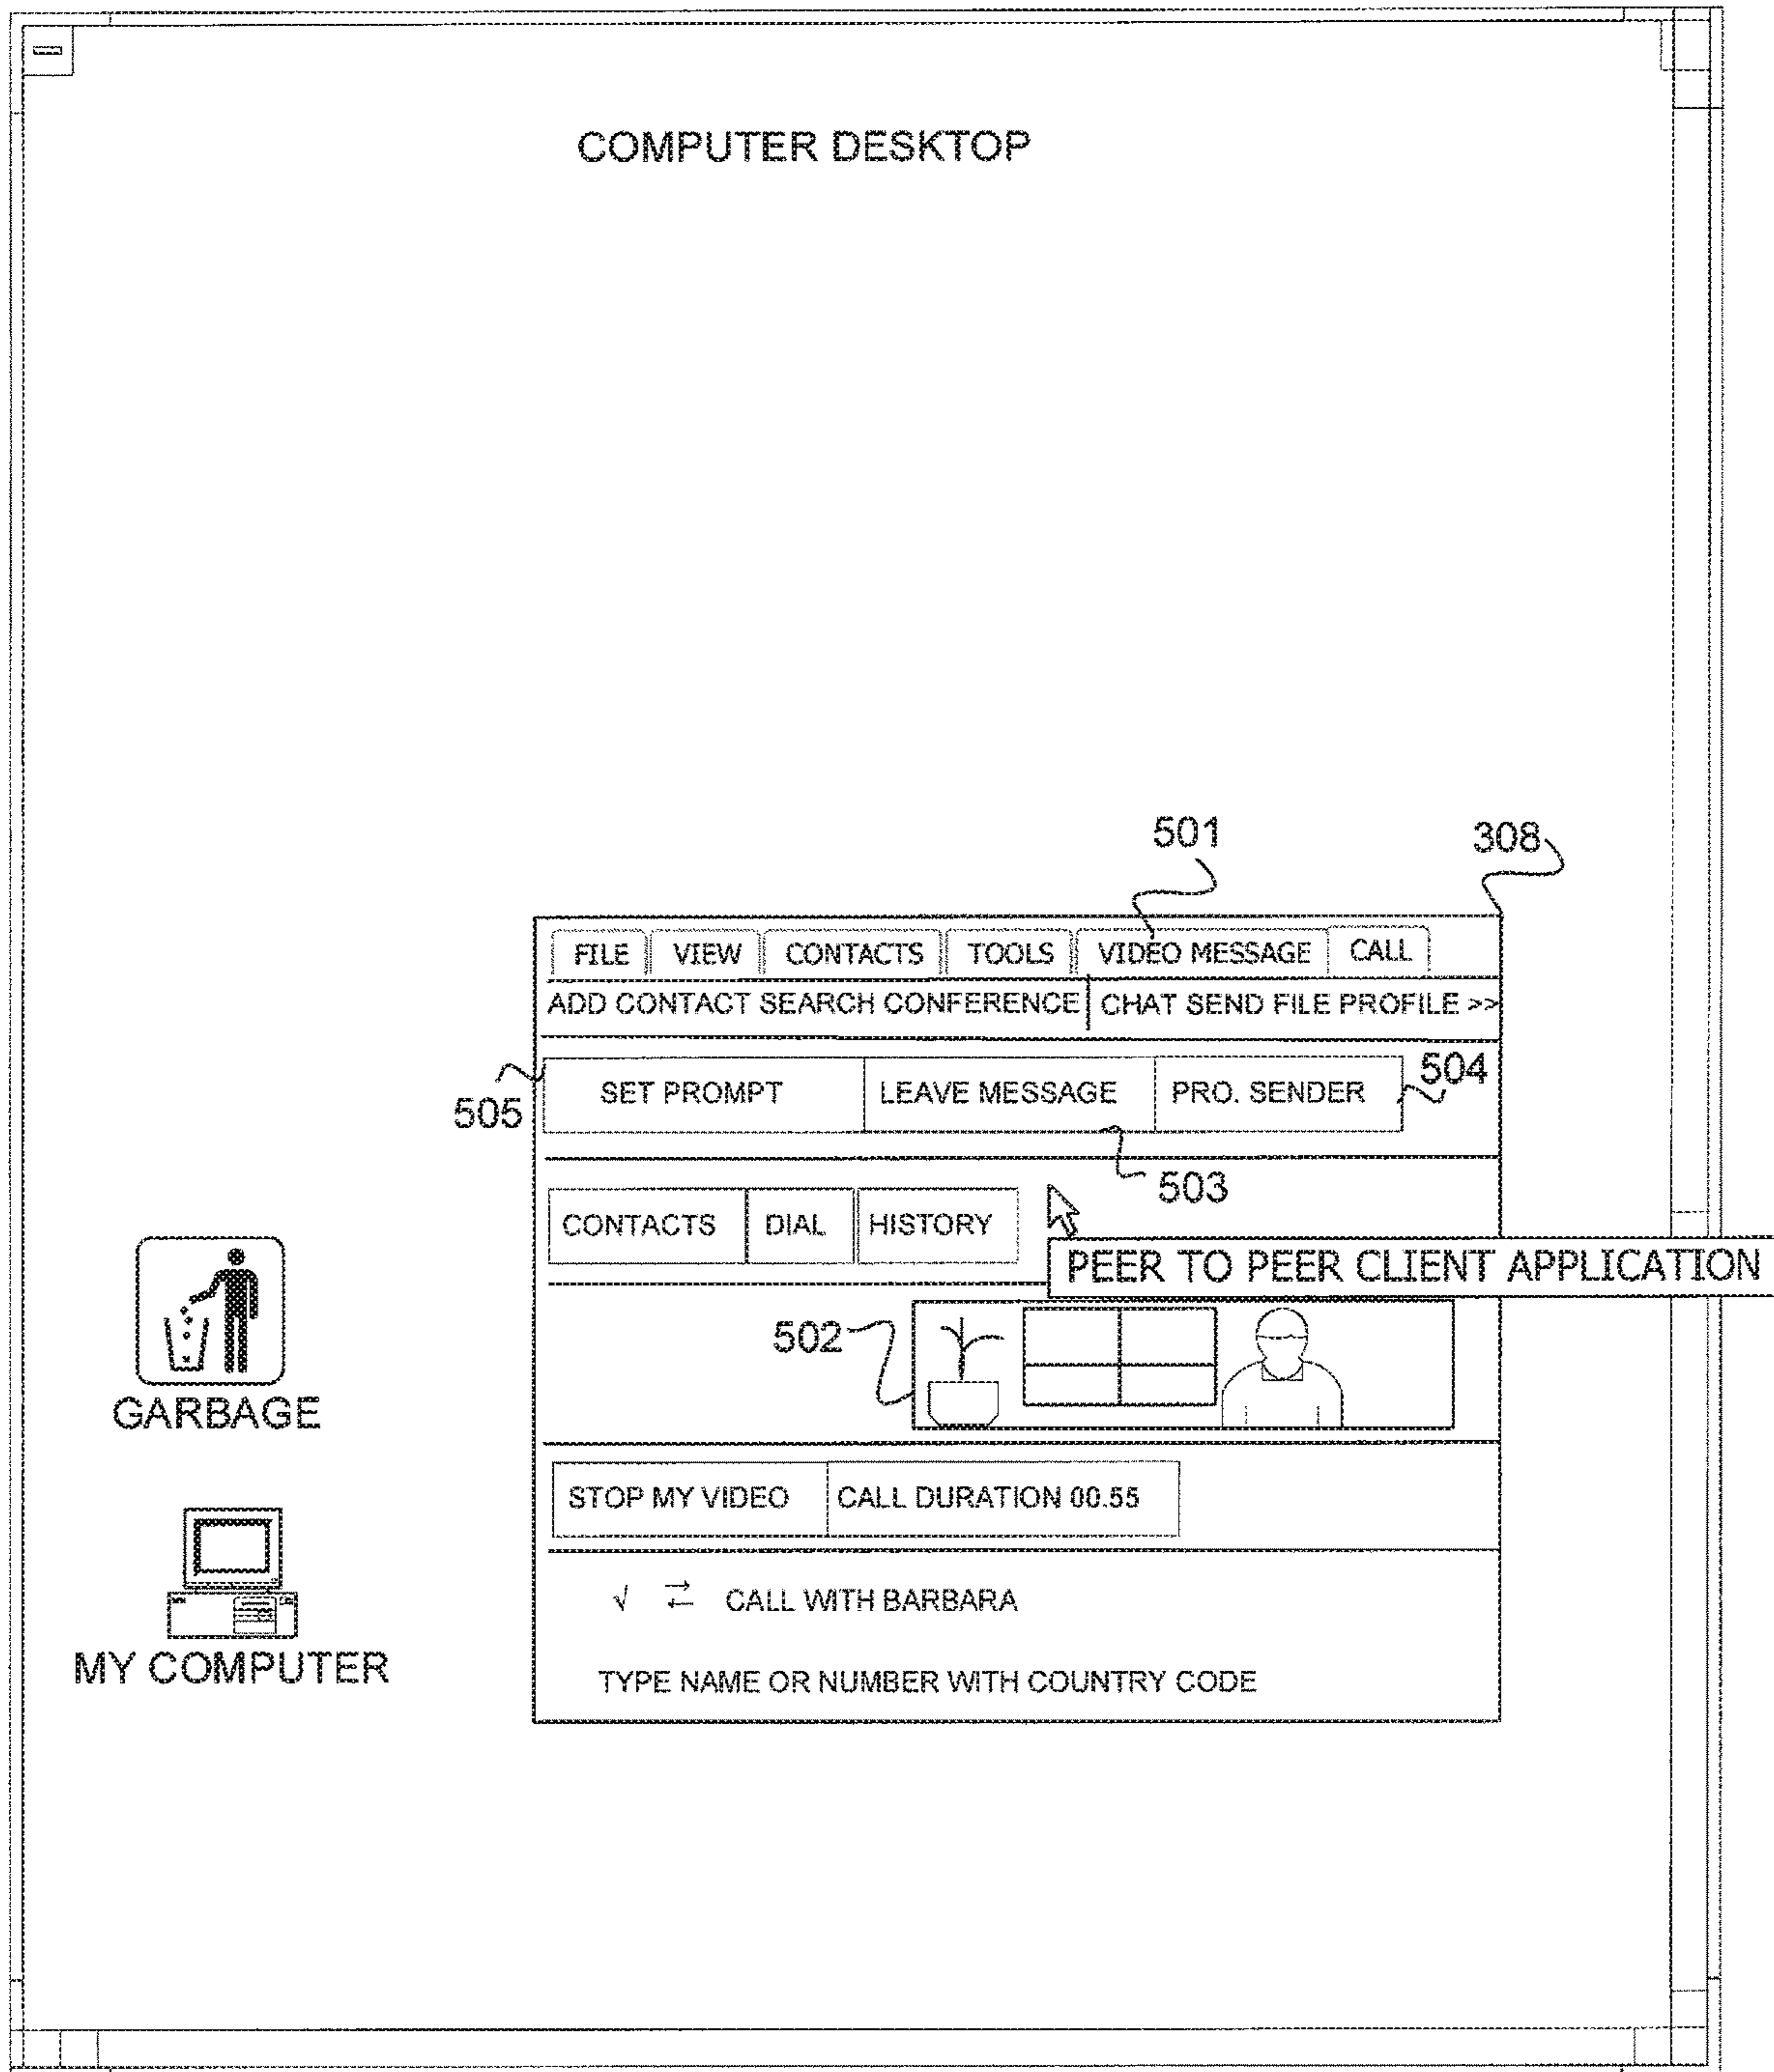 COMPUTER DESKTOP
501
308
FILE VIEW CONTACTS TOOLS VIDEO MESSAGE CALL
ADD CONTACT SEARCH CONFERENCE CHAT SEND FILE PROFILE >>
505
SET PROMPT LEAVE MESSAGE PRO. SENDER
504
503
CONTACTS DIAL HISTORY
PEER TO PEER CLIENT APPLICATION
502
GARBAGE
STOP MY VIDEO CALL DURATION 00.55
√ ⇄ CALL WITH BARBARA
MY COMPUTER
TYPE NAME OR NUMBER WITH COUNTRY CODE